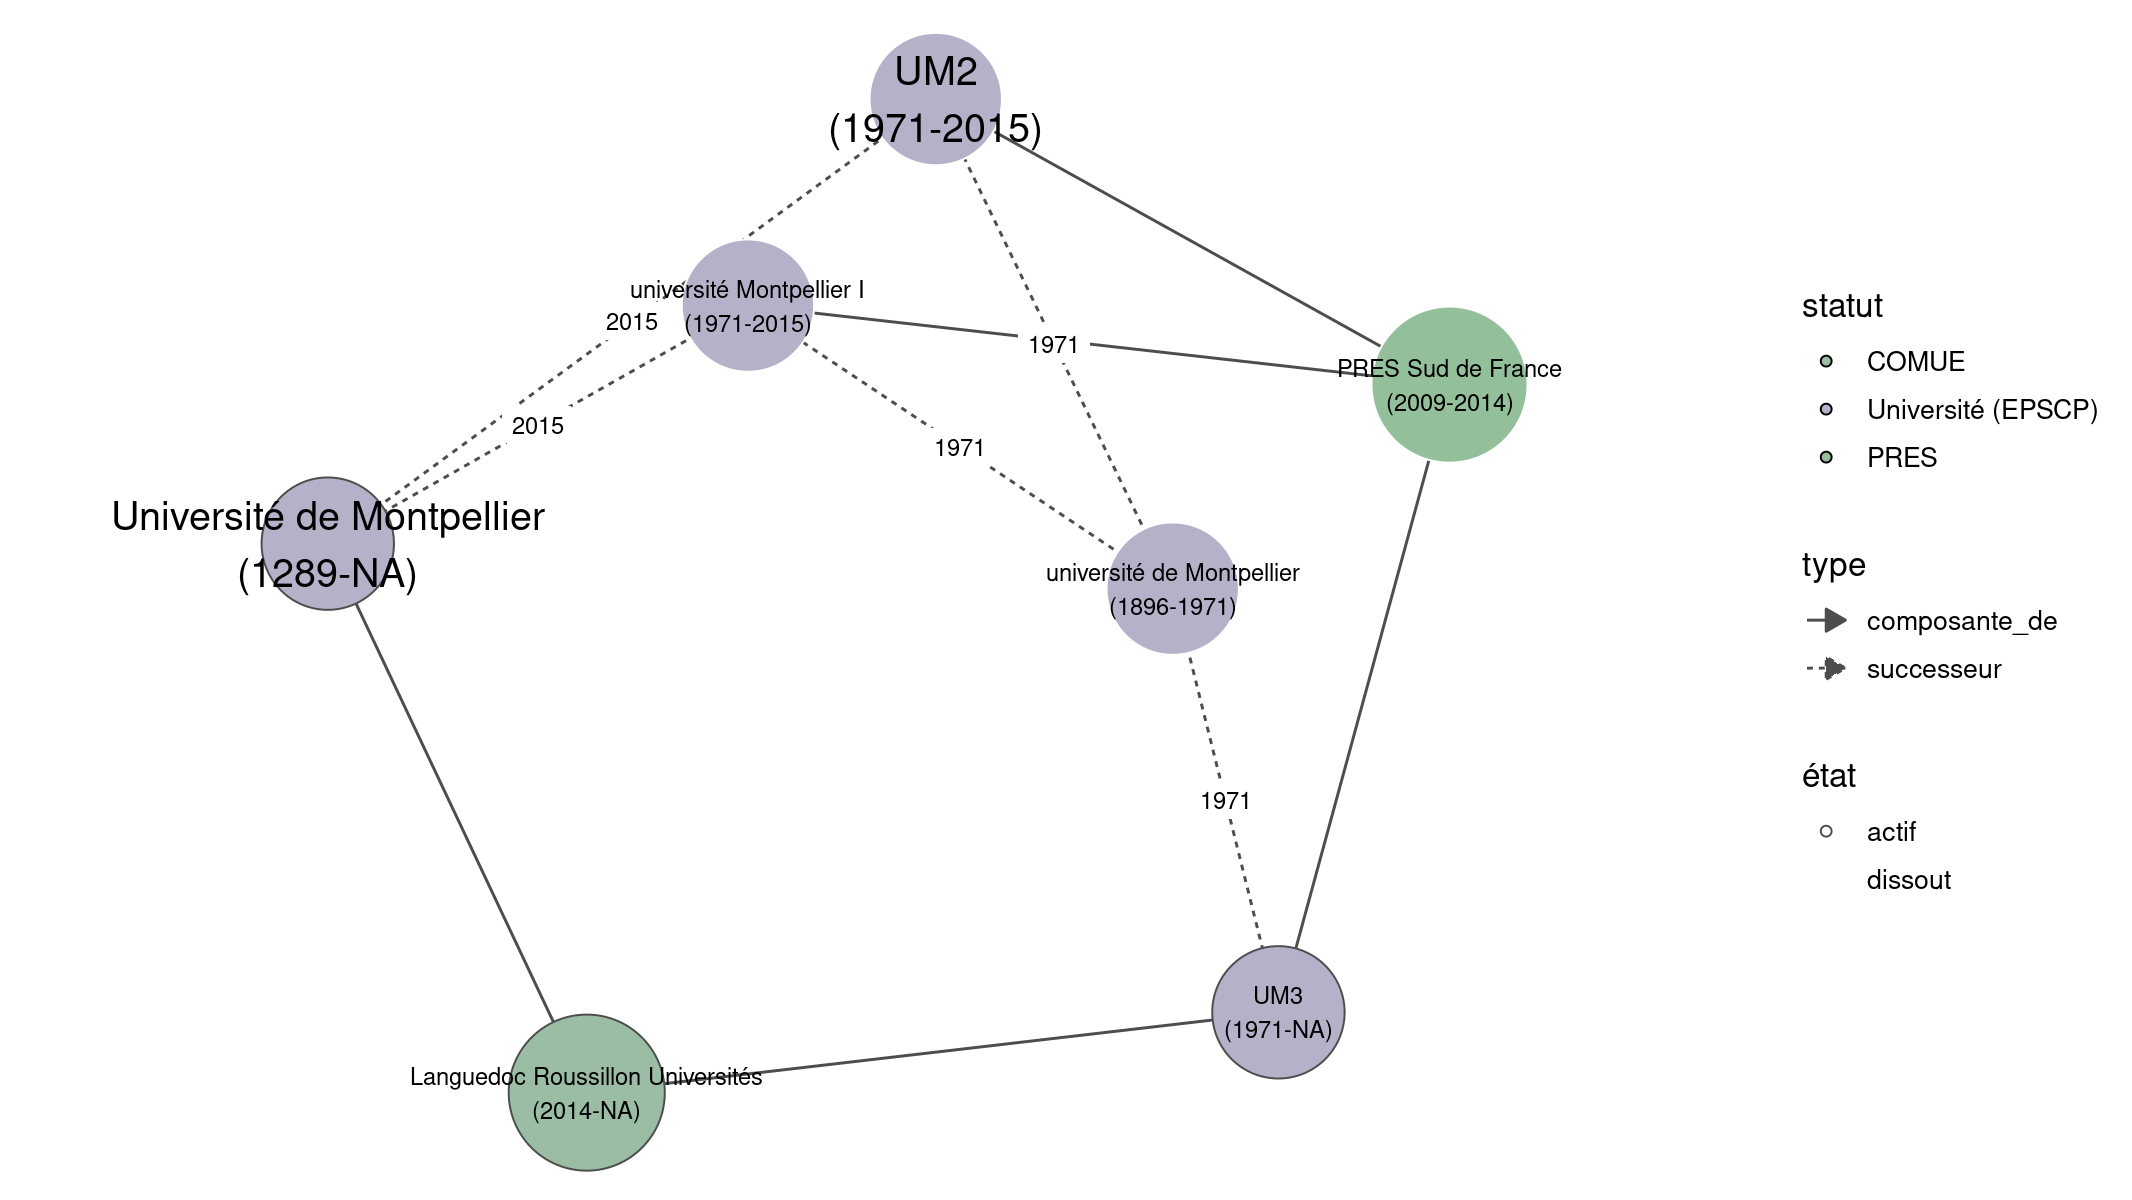 UM2
(1971-2015)
université Montpellier I
(1971-2015)
2015
1971
PRES Sud de France
(2009-2014)
2015
1971
Université de Montpellier
(1289-NA)
université de Montpellier
(1896-1971)
1971
UM3
(1971-NA)
Languedoc Roussillon Universités
(2014-NA)
statut
COMUE
Université (EPSCP)
PRES
type
composante_de
successeur
état
actif
dissout